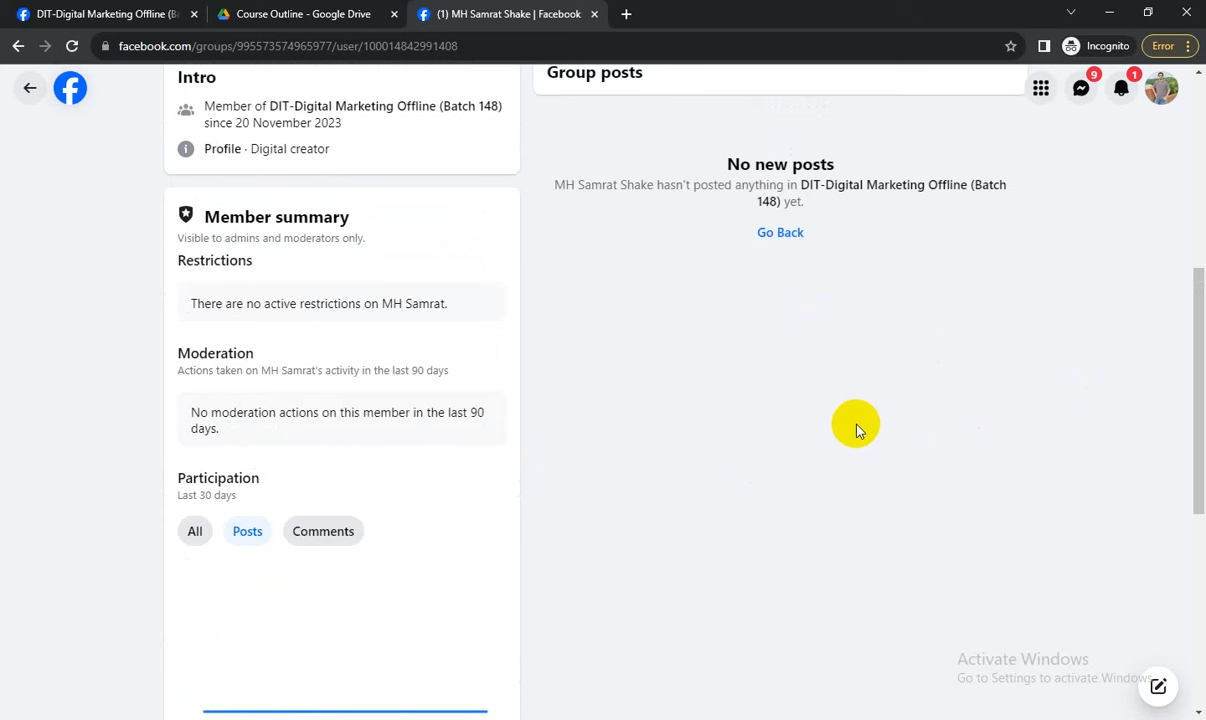 DIT-Digital Marketing Offline (Ba
Course Outline - Google Drive
(1) MH Samrat Shake | Facebook
facebook.com/groups/995573574965977/user/100014842991408
Incognito
Error
9
1
Intro
Member of DIT-Digital Marketing Offline (Batch 148)
since 20 November 2023
Profile · Digital creator
Member summary
Visible to admins and moderators only.
Restrictions
There are no active restrictions on MH Samrat.
Moderation
Actions taken on MH Samrat's activity in the last 90 days
No moderation actions on this member in the last 90
days.
Participation
Last 30 days
All
Posts
Comments
Group posts
No new posts
MH Samrat Shake hasn't posted anything in DIT-Digital Marketing Offline (Batch
148) yet.
Go Back
Activate Windows
Go to Settings to activate Windows